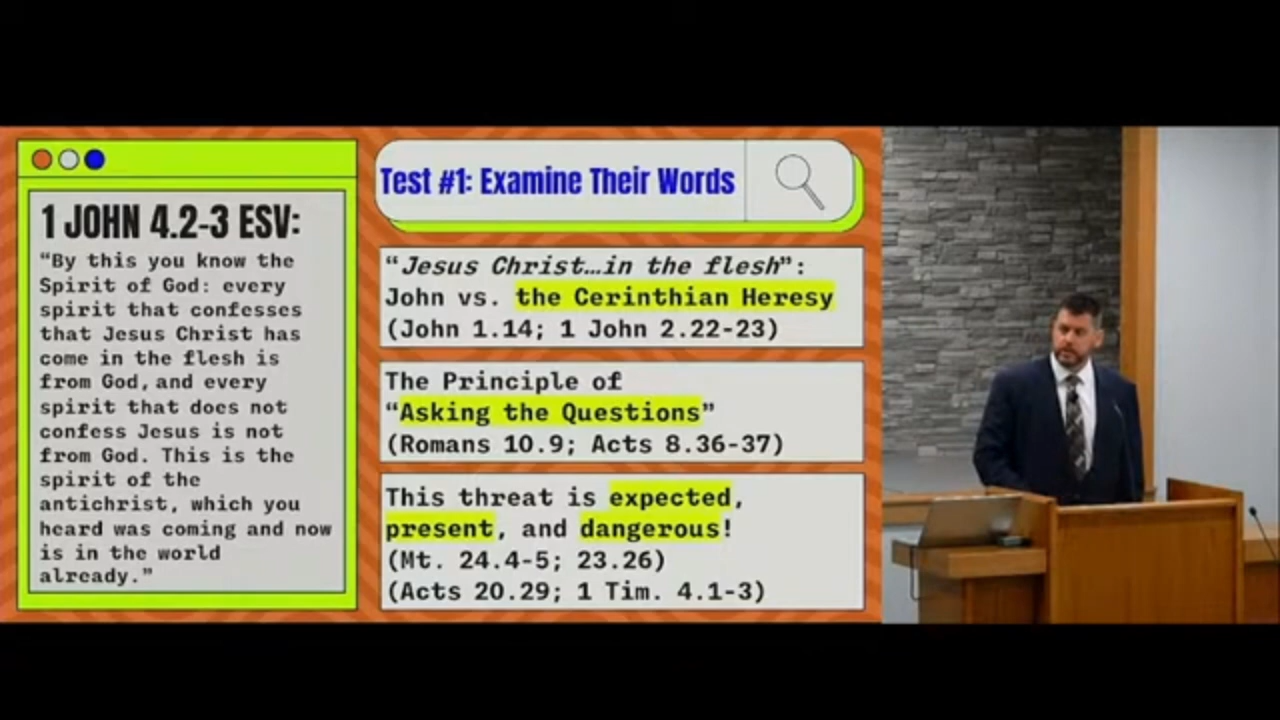 1 JOHN 4.2-3 ESV:
“By this you know the
Spirit of God: every
spirit that confesses
that Jesus Christ has
come in the flesh is
from God, and every
spirit that does not
confess Jesus is not
from God. This is the
spirit of the
antichrist, which you
heard was coming and now
is in the world
already.”
Test #1: Examine Their Words
“Jesus Christ…in the flesh”:
John vs. the Cerinthian Heresy
(John 1.14; 1 John 2.22-23)
The Principle of
“Asking the Questions”
(Romans 10.9; Acts 8.36-37)
This threat is expected,
present, and dangerous!
(Mt. 24.4-5; 23.26)
(Acts 20.29; 1 Tim. 4.1-3)